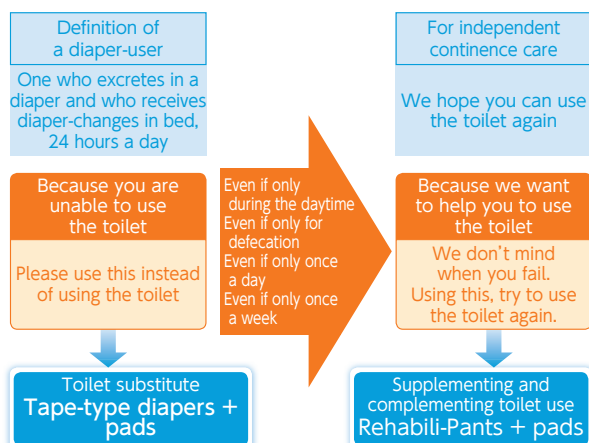 Definition of
a diaper-user
One who excretes in a
diaper and who receives
diaper-changes in bed,
24 hours a day
Because you are
unable to use
the toilet
Please use this instead
of using the toilet
Toilet substitute
Tape-type diapers +
pads
Even if only
during the daytime
Even if only for
defecation
Even if only once
a day
Even if only once
a week
For independent
continence care
We hope you can use
the toilet again
Because we want
to help you to use
the toilet
We don't mind
when you fail.
Using this, try to use
the toilet again.
Supplementing and
complementing toilet use
Rehabili-Pants + pads